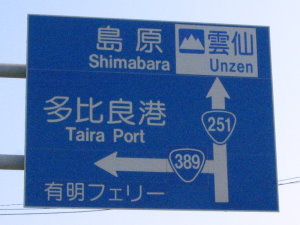 島原
Shimabara
雲仙
Unzen
多比良港
Taira Port
251
389
有明フェリー